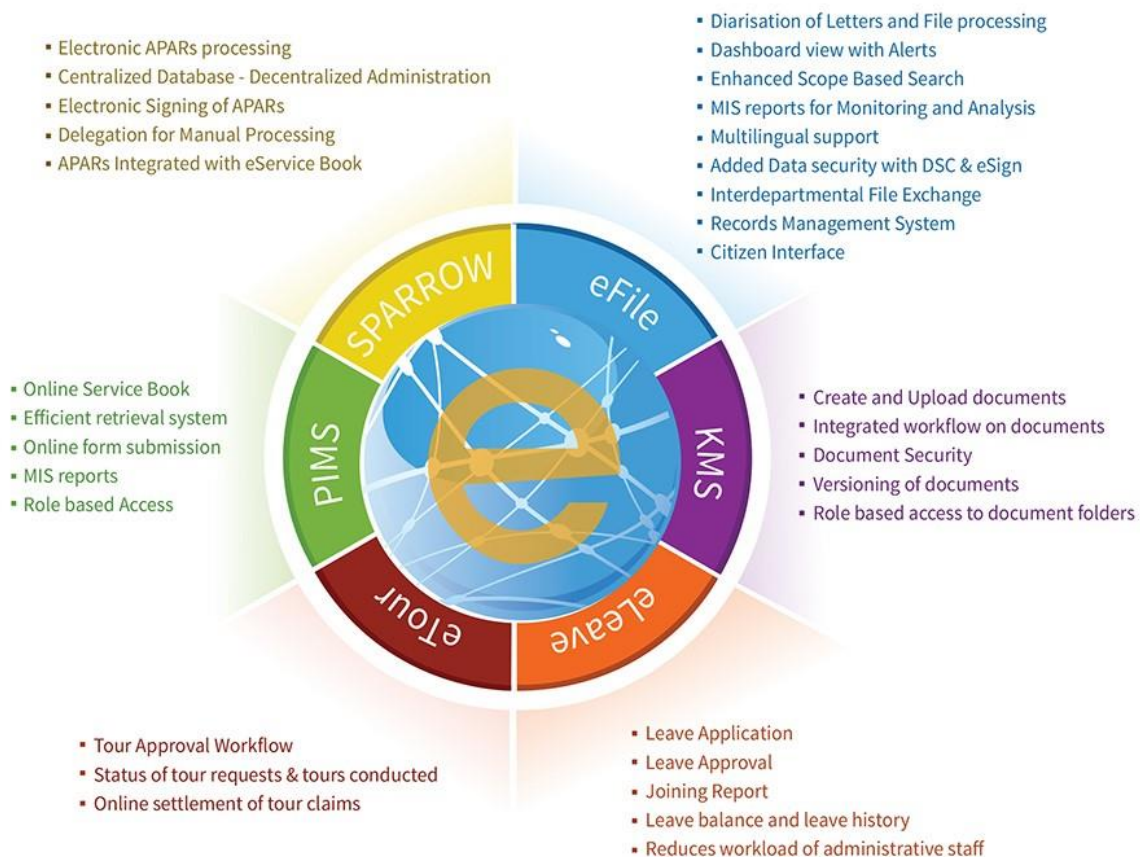 ▪ Electronic APARs processing
▪ Centralized Database - Decentralized Administration
▪ Electronic Signing of APARs
▪ Delegation for Manual Processing
▪ APARs Integrated with eService Book
▪ Diarisation of Letters and File processing
▪ Dashboard view with Alerts
▪ Enhanced Scope Based Search
▪ MIS reports for Monitoring and Analysis
▪ Multilingual support
▪ Added Data security with DSC & eSign
▪ Interdepartmental File Exchange
▪ Records Management System
▪ Citizen Interface
SPARROW
eFile
▪ Online Service Book
▪ Efficient retrieval system
▪ Online form submission
▪ MIS reports
▪ Role based Access
PIMS
e
KMS
▪ Create and Upload documents
▪ Integrated workflow on documents
▪ Document Security
▪ Versioning of documents
▪ Role based access to document folders
eTour
eLeave
▪ Tour Approval Workflow
▪ Status of tour requests & tours conducted
▪ Online settlement of tour claims
▪ Leave Application
▪ Leave Approval
▪ Joining Report
▪ Leave balance and leave history
▪ Reduces workload of administrative staff